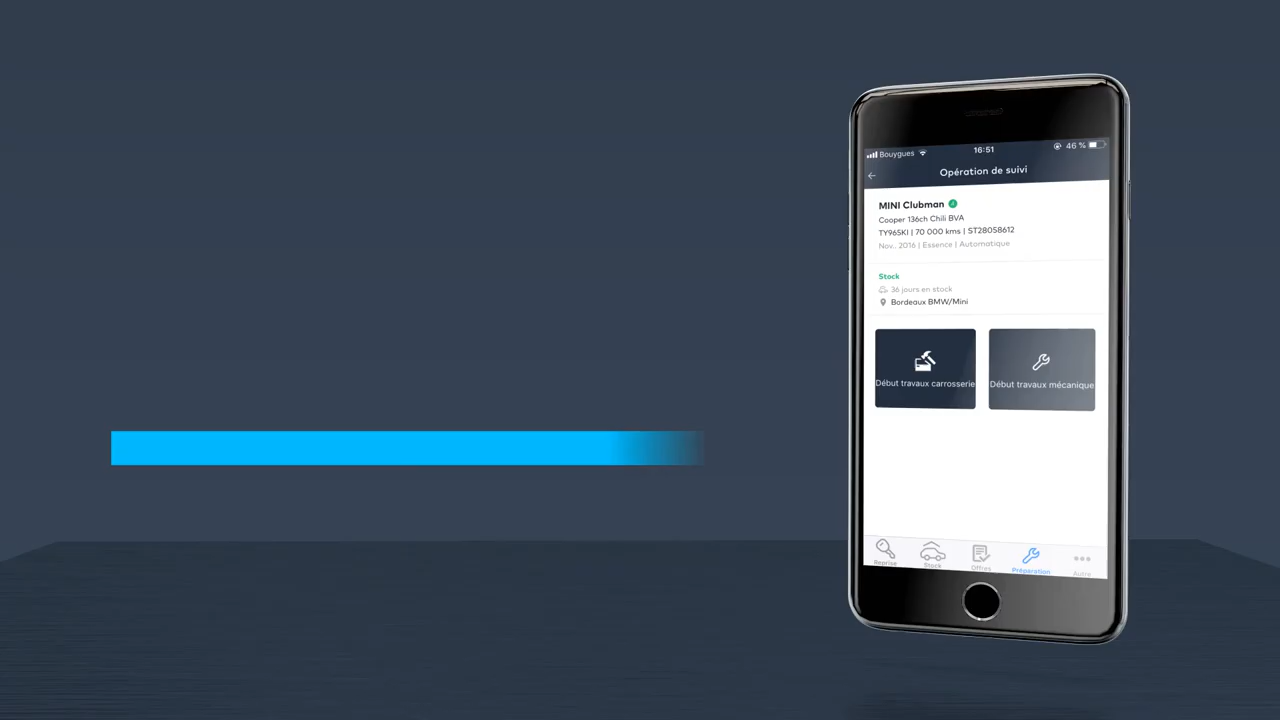 Bouygues 16:51 46 %
Opération de suivi
MINI Clubman
Cooper 136ch Chili BVA
TY965KI | 70 000 kms | ST28058612
Nov.. 2016 | Essence | Automatique
Stock
36 jours en stock
Bordeaux BMW/Mini
Début travaux carrosserie
Début travaux mécanique
Reprise
Stock
Offres
Préparation
Autre